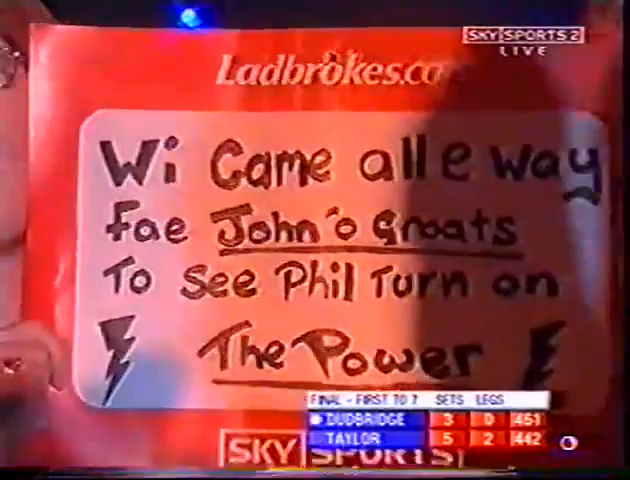 SKY SPORTS 2
LIVE
Ladbrokes.co
Wi Came all e way
fae John'o Groats
To See Phil Turn on
The Power
FINAL - FIRST TO 7 SETS LEGS
DUDBRIDGE 3 0 451
TAYLOR 5 2 442
SKY SPORTS